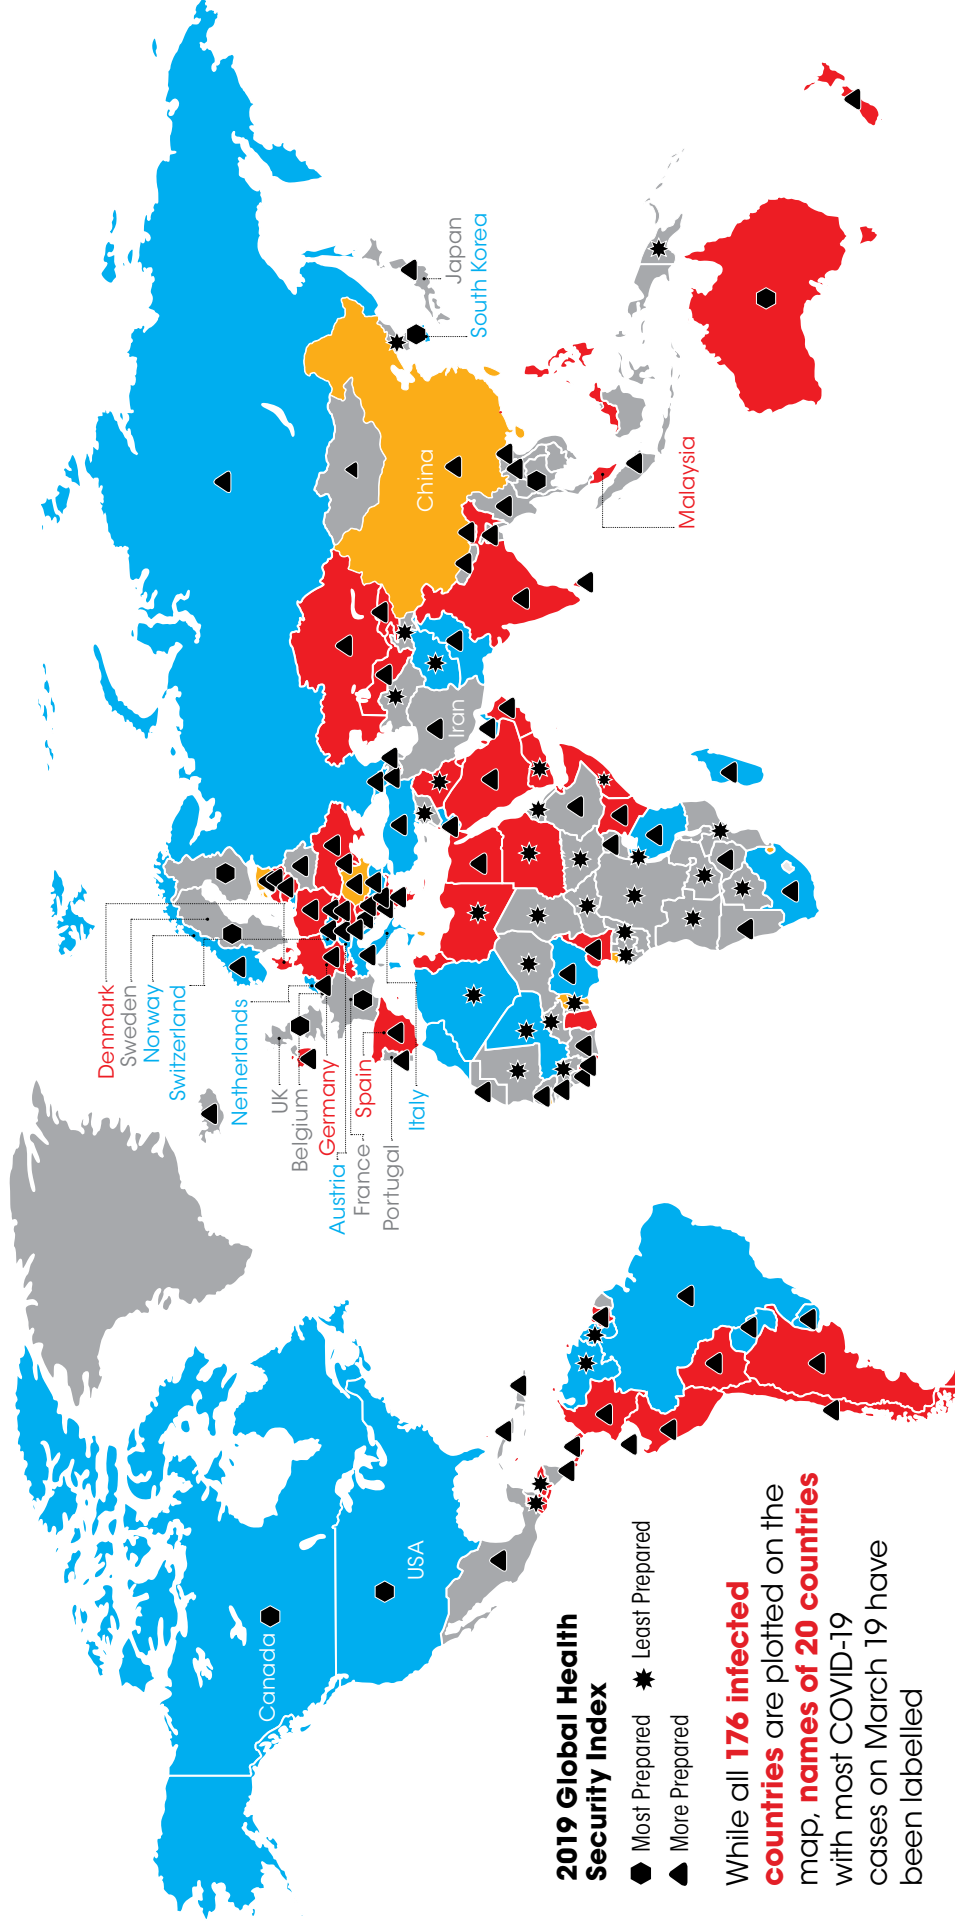 Denmark
Sweden
Norway
Switzerland
Netherlands
UK
Belgium
Germany
Austria
France
Spain
Portugal
Italy
Canada
USA
China
Iran
Japan
South Korea
Malaysia
2019 Global Health
Security Index
Most Prepared
Least Prepared
More Prepared
While all 176 infected
countries are plotted on the
map, names of 20 countries
with most COVID-19
cases on March 19 have
been labelled